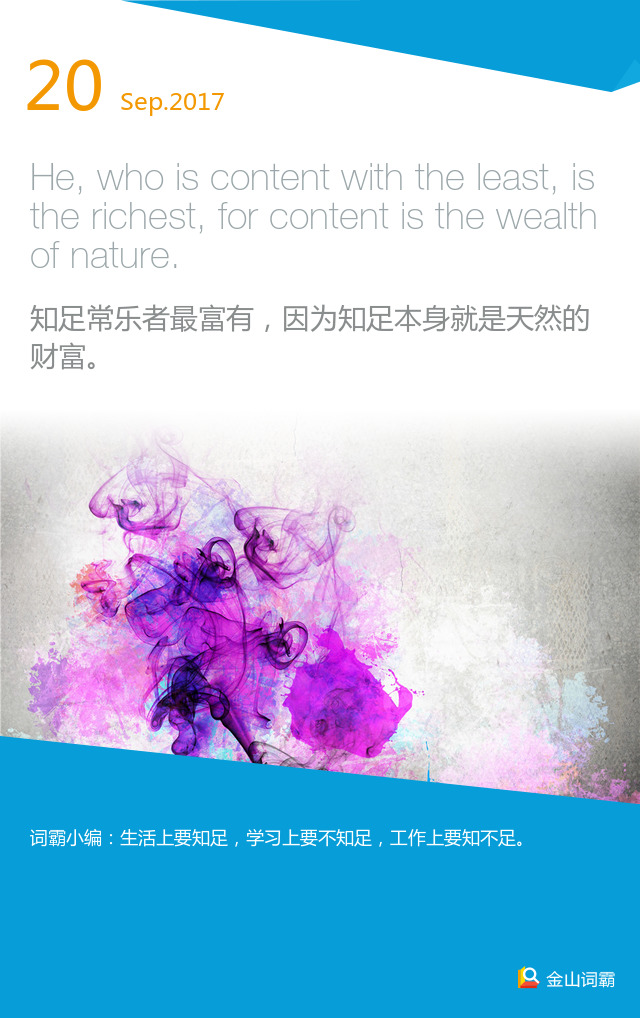 20 Sep.2017
He, who is content with the least, is
the richest, for content is the wealth
of nature.
知足常乐者最富有，因为知足本身就是天然的
财富。
词霸小编：生活上要知足，学习上要不知足，工作上要知不足。
金山词霸